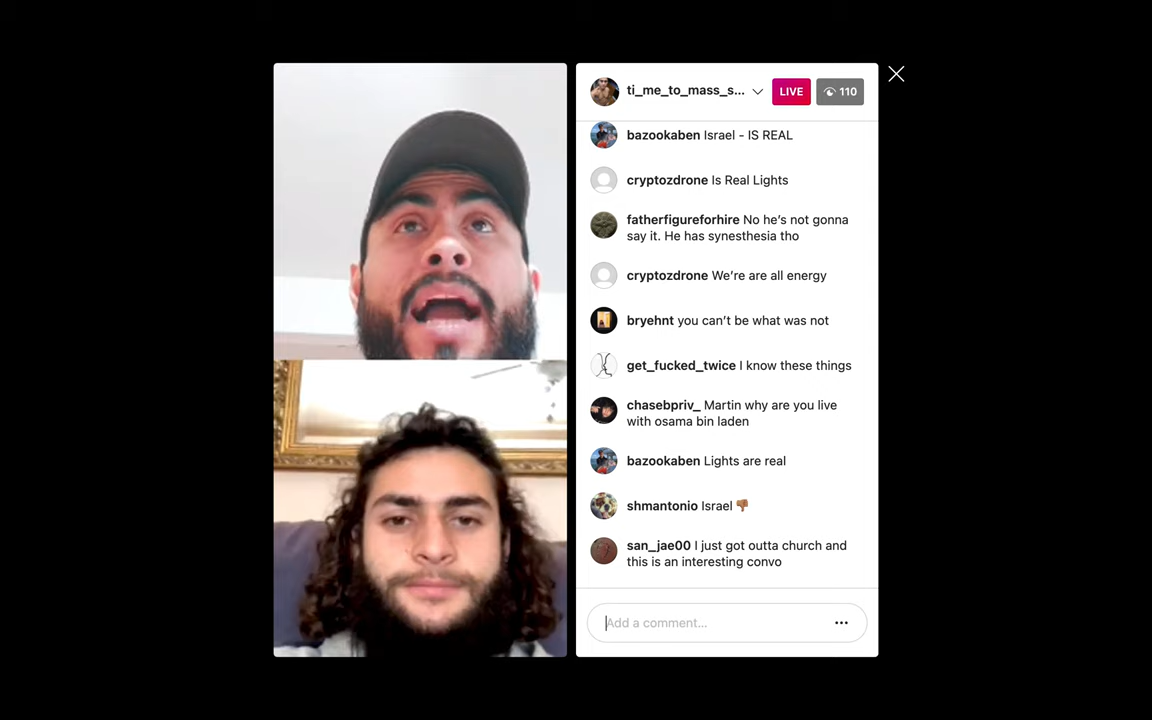 ti_me_to_mass_s...
LIVE
110
bazookaben Israel - IS REAL
cryptozdrone Is Real Lights
fatherfigureforhire No he's not gonna
say it. He has synesthesia tho
cryptozdrone We're are all energy
bryehnt you can't be what was not
get_fucked_twice I know these things
chasebpriv_ Martin why are you live
with osama bin laden
bazookaben Lights are real
shmantonio Israel 👎🏾
san_jae00 I just got outta church and
this is an interesting convo
Add a comment...